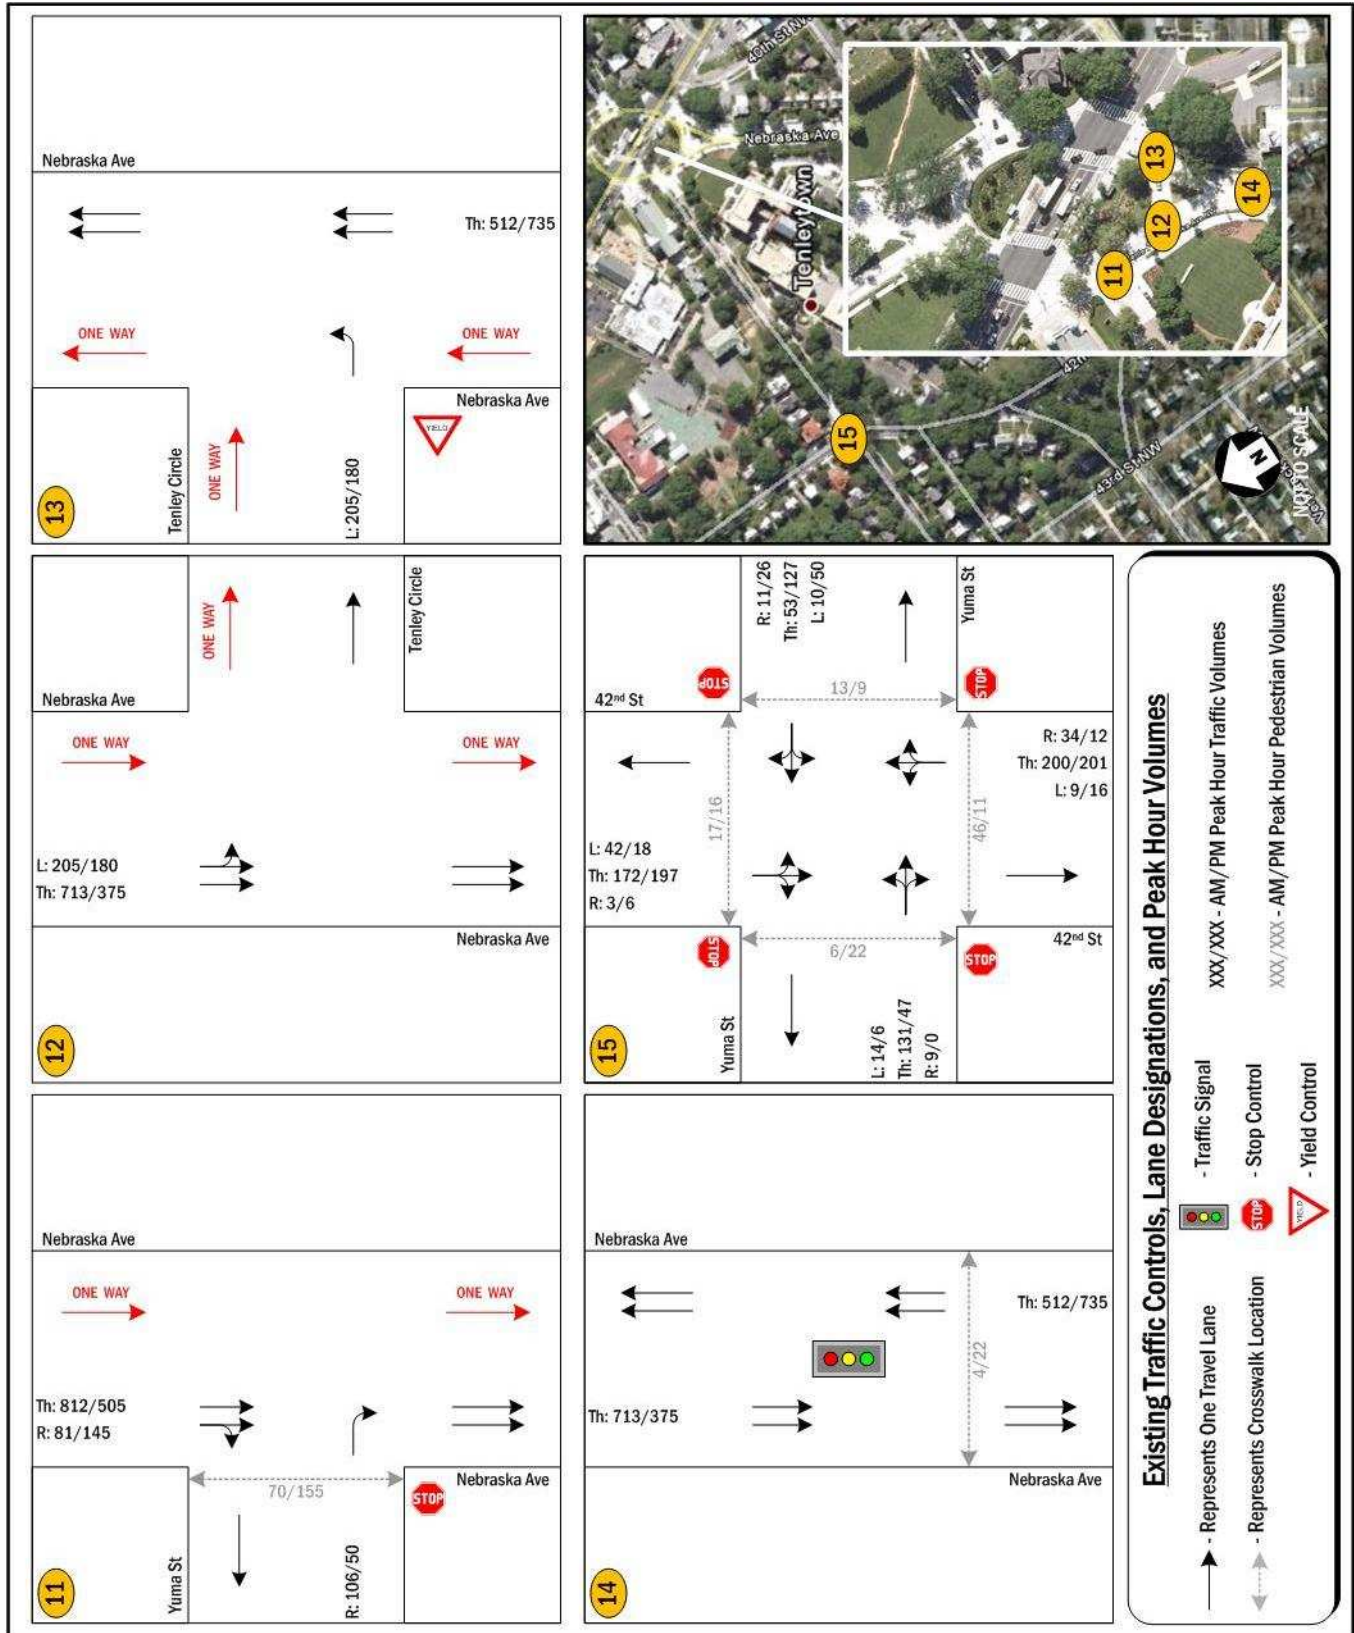 11
Nebraska Ave
ONE WAY
ONE WAY
Th: 812/505
R: 81/145
70/155
Yuma St
R: 106/50
STOP
Nebraska Ave
12
Nebraska Ave
ONE WAY
ONE WAY
ONE WAY
Tenley Circle
L: 205/180
Th: 713/375
Nebraska Ave
13
Nebraska Ave
Th: 512/735
ONE WAY
ONE WAY
ONE WAY
Tenley Circle
L: 205/180
Nebraska Ave
YIELD
14
Nebraska Ave
Th: 512/735
4/22
Th: 713/375
Nebraska Ave
15
42nd St
STOP
R: 11/26
Th: 53/127
L: 10/50
13/9
Yuma St
STOP
17/16
R: 34/12
Th: 200/201
L: 9/16
46/11
L: 42/18
Th: 172/197
R: 3/6
STOP
6/22
42nd St
STOP
Yuma St
L: 14/6
Th: 131/47
R: 9/0
40th St NW
Nebraska Ave
Tenleytown
11
12
13
14
15
43rd St NW
N
NOT TO SCALE
Existing Traffic Controls, Lane Designations, and Peak Hour Volumes
- Represents One Travel Lane
- Represents Crosswalk Location
- Traffic Signal
STOP - Stop Control
YIELD - Yield Control
XXX/XXX - AM/PM Peak Hour Traffic Volumes
XXX/XXX - AM/PM Peak Hour Pedestrian Volumes